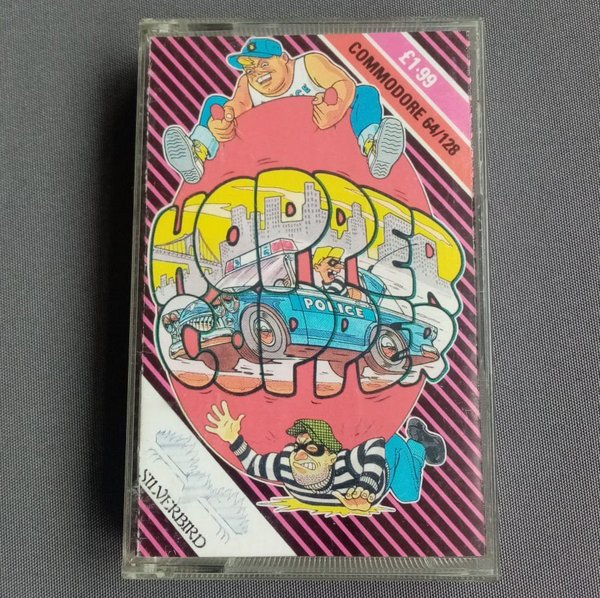 £1·99
COMMODORE 64/128
HOPPER
POLICE
COPPER
SILVERBIRD